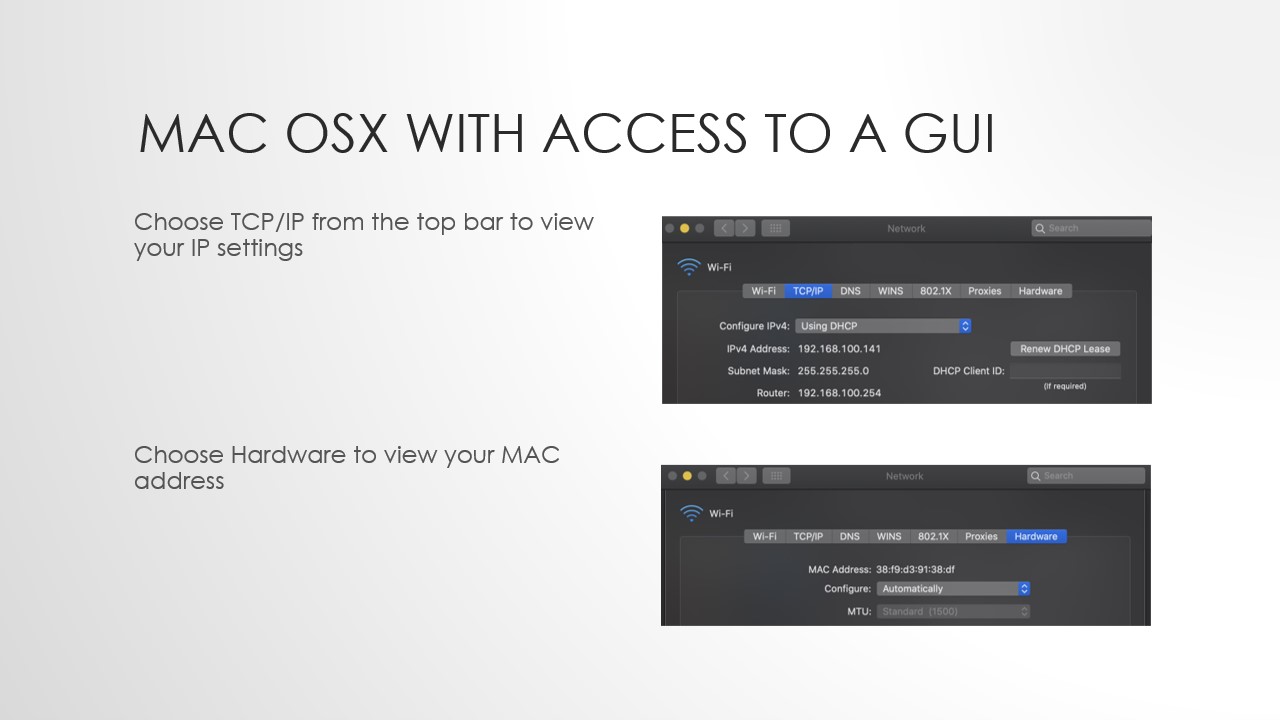 MAC OSX WITH ACCESS TO A GUI
Choose TCP/IP from the top bar to view
your IP settings
Network
Search
Wi-Fi
Wi-Fi TCP/IP DNS WINS 802.1X Proxies Hardware
Configure IPv4: Using DHCP
IPv4 Address: 192.168.100.141 Renew DHCP Lease
Subnet Mask: 255.255.255.0 DHCP Client ID:
(If required)
Router: 192.168.100.254
Choose Hardware to view your MAC
address
Network
Search
Wi-Fi
Wi-Fi TCP/IP DNS WINS 802.1X Proxies Hardware
MAC Address: 38:f9:d3:91:38:df
Configure: Automatically
MTU: Standard (1500)